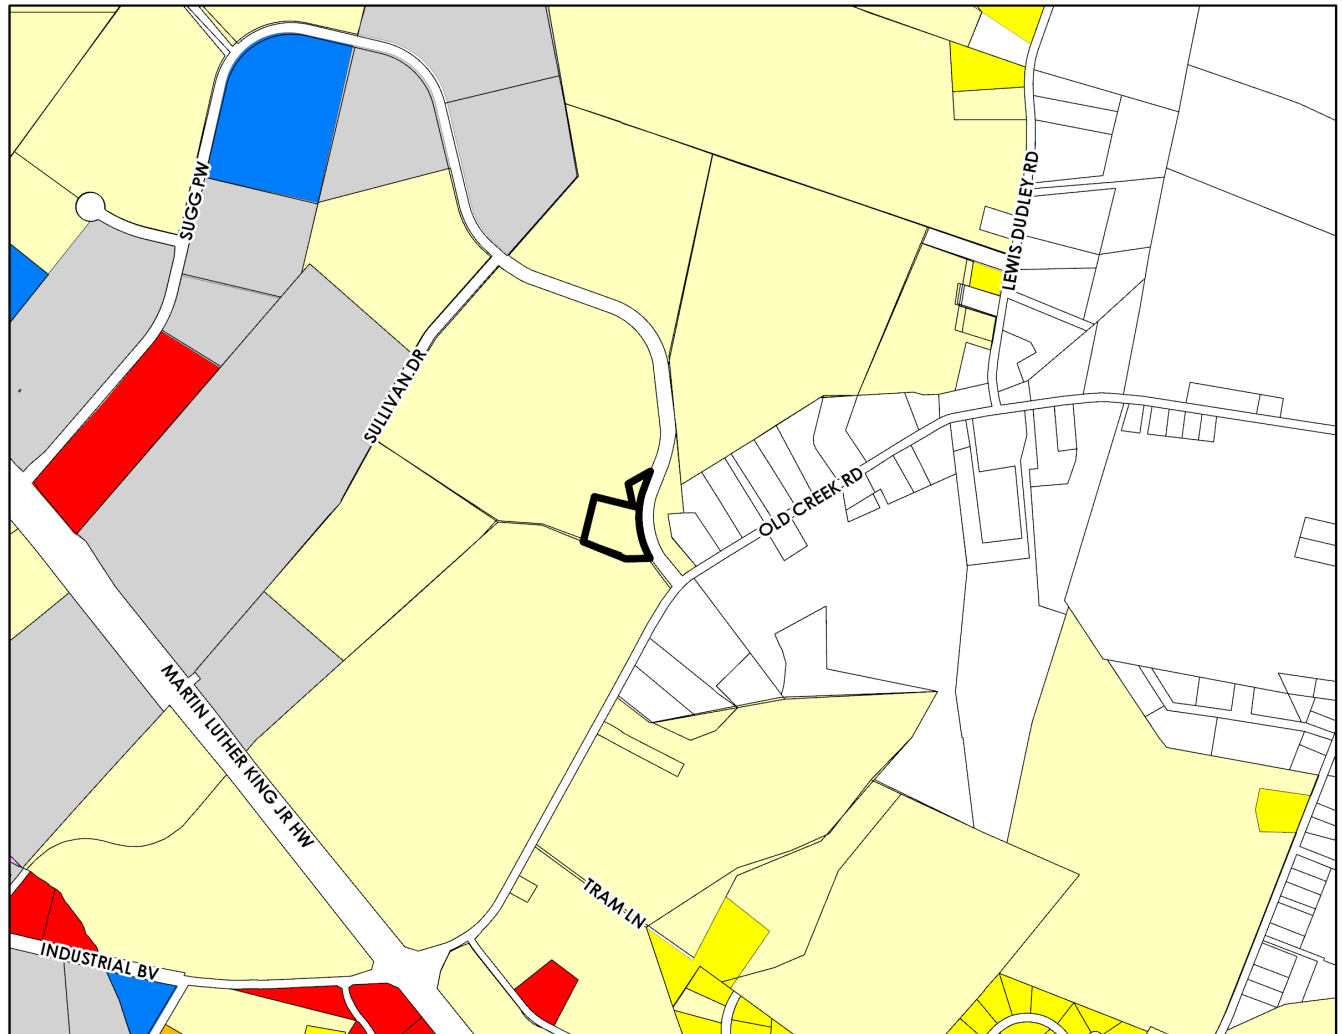 SUGG PW
LEWIS DUDLEY RD
SULLIVAN DR
OLD CREEK RD
MARTIN LUTHER KING JR HW
TRAM LN
INDUSTRIAL BV